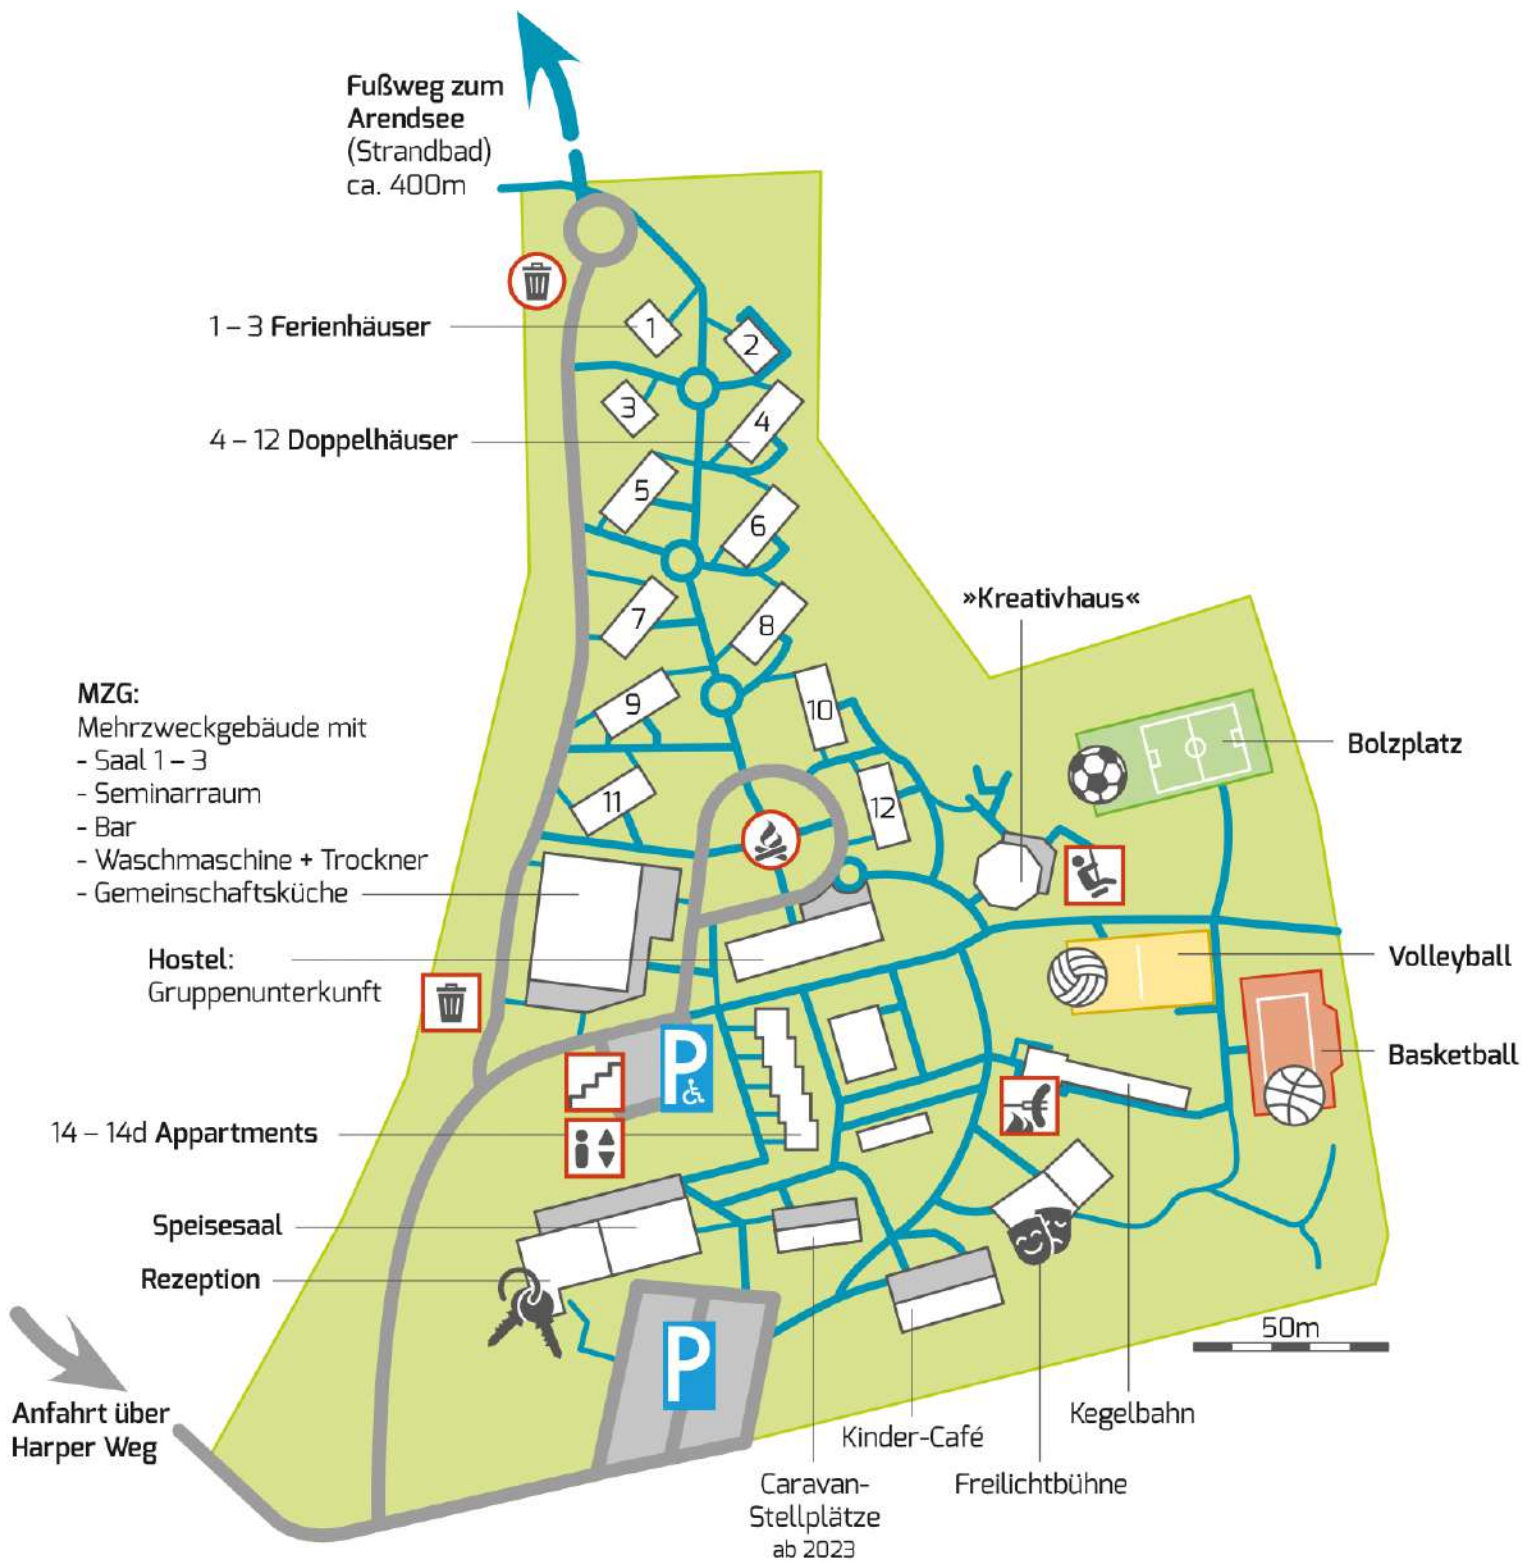 Fußweg zum
Arendsee
(Strandbad)
ca. 400m
1 – 3 Ferienhäuser
1
2
3
4
4 – 12 Doppelhäuser
5
6
7
8
»Kreativhaus«
9
10
11
12
MZG:
Mehrzweckgebäude mit
- Saal 1 – 3
- Seminarraum
- Bar
- Waschmaschine + Trockner
- Gemeinschaftsküche
Bolzplatz
Hostel:
Gruppenunterkunft
Volleyball
Basketball
P
14 – 14d Appartments
Speisesaal
Rezeption
P
50m
Anfahrt über
Harper Weg
Kegelbahn
Kinder-Café
Freilichtbühne
Caravan-
Stellplätze
ab 2023